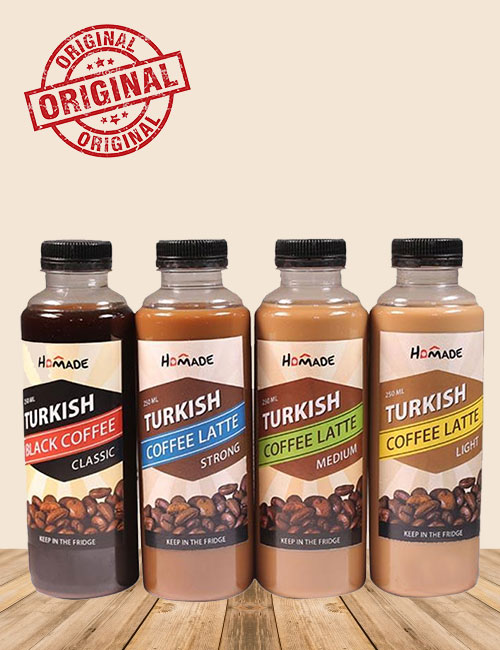 ORIGINAL
ORIGINAL
ORIGINAL
HOMADE
250 ML
TURKISH
BLACK COFFEE
CLASSIC
KEEP IN THE FRIDGE
HOMADE
250 ML
TURKISH
COFFEE LATTE
STRONG
KEEP IN THE FRIDGE
HOMADE
250 ML
TURKISH
COFFEE LATTE
MEDIUM
KEEP IN THE FRIDGE
HOMADE
250 ML
TURKISH
COFFEE LATTE
LIGHT
KEEP IN THE FRIDGE